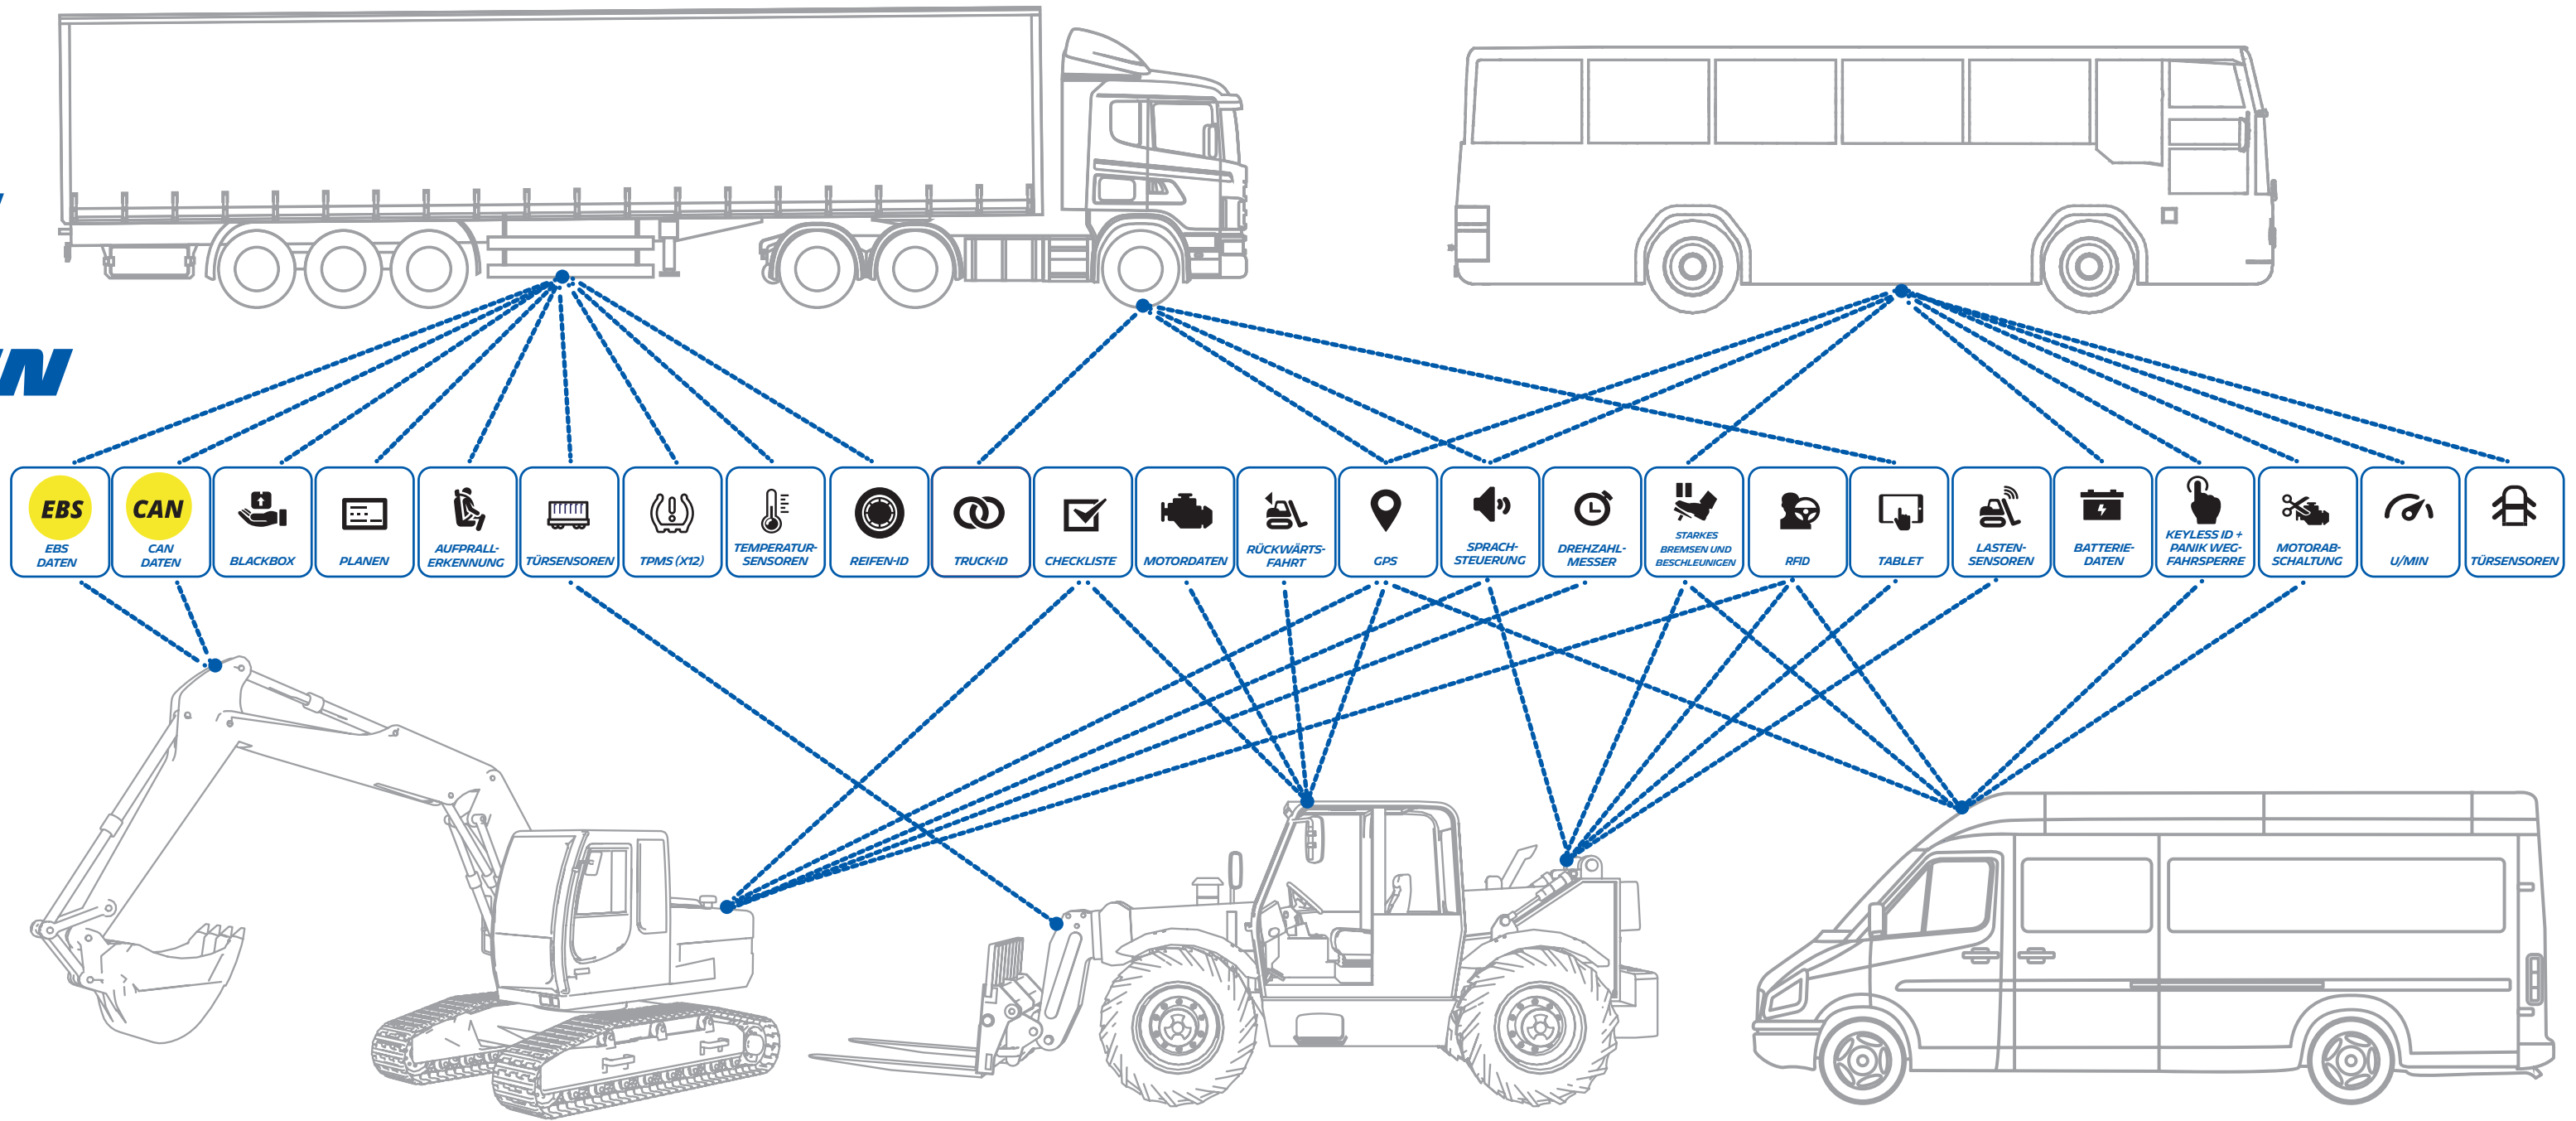 EBS
EBS
DATEN
CAN
CAN
DATEN
BLACKBOX
PLANEN
AUFPRALL-
ERKENNUNG
TÜRSENSOREN
TPMS (X12)
TEMPERATUR-
SENSOREN
REIFEN-ID
TRUCK-ID
CHECKLISTE
MOTORDATEN
RÜCKWÄRTS-
FAHRT
GPS
SPRACH-
STEUERUNG
DREHZAHL-
MESSER
STARKES
BREMSEN UND
BESCHLEUNIGEN
RFID
TABLET
LASTEN-
SENSOREN
BATTERIE-
DATEN
KEYLESS ID +
PANIK WEG-
FAHRSPERRE
MOTORAB-
SCHALTUNG
U/MIN
TÜRSENSOREN